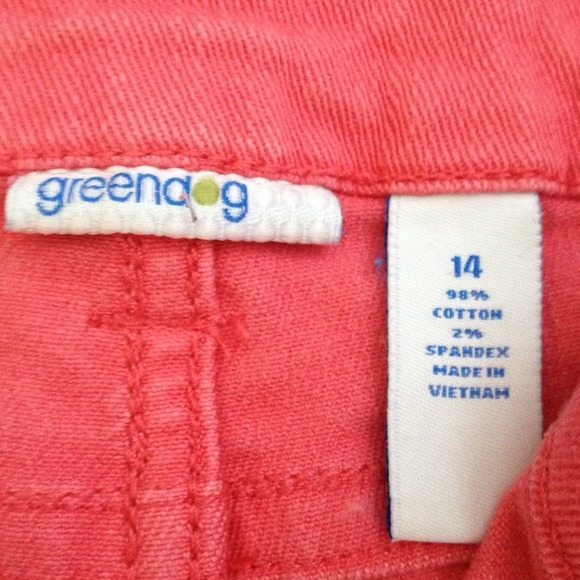 greendog
14
98%
COTTON
2%
SPANDEX
MADE IN
VIETNAM